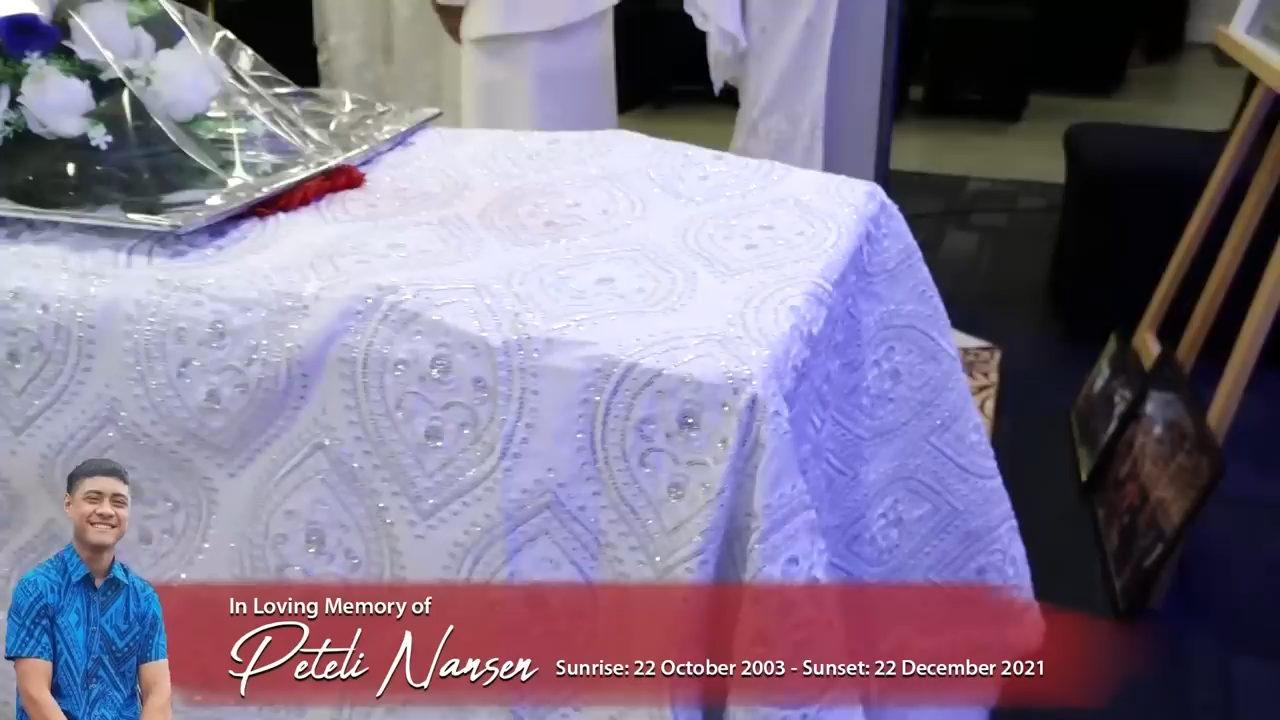 In Loving Memory of
Peteli Nansen Sunrise: 22 October 2003 - Sunset: 22 December 2021